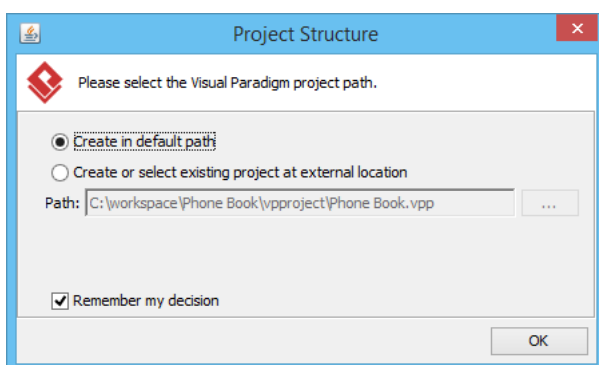 Project Structure
Please select the Visual Paradigm project path.
Create in default path
Create or select existing project at external location
Path: C:\workspace\Phone Book\vpproject\Phone Book.vpp ...
Remember my decision
OK